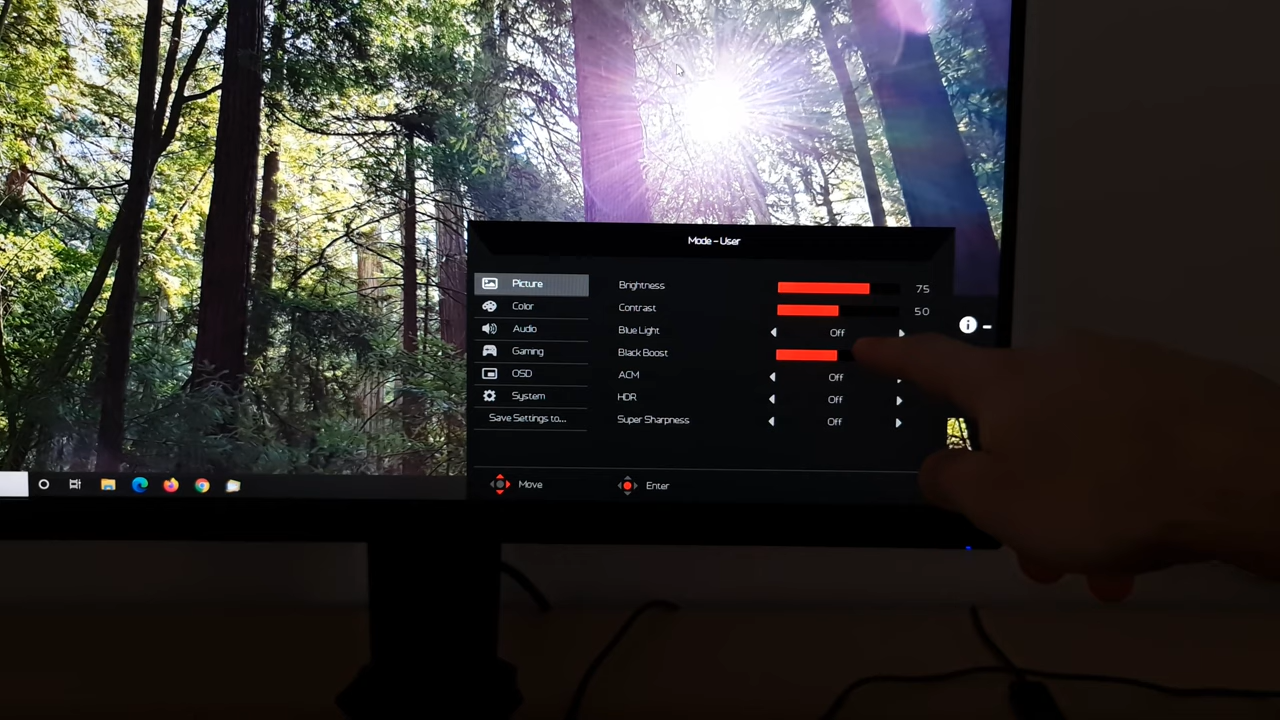 Mode - User
Picture
Brightness 75
Color
Contrast 50
Audio
Blue Light Off
Gaming
Black Boost
OSD
ACM Off
System
HDR Off
Save Settings to...
Super Sharpness Off
Move Enter